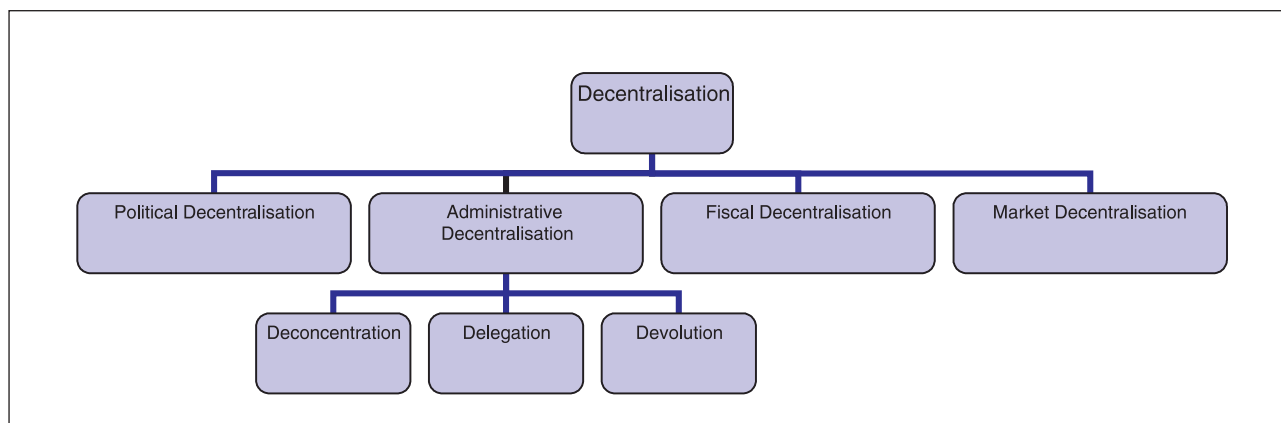 Decentralisation
Political Decentralisation
Administrative
Decentralisation
Fiscal Decentralisation
Market Decentralisation
Deconcentration
Delegation
Devolution